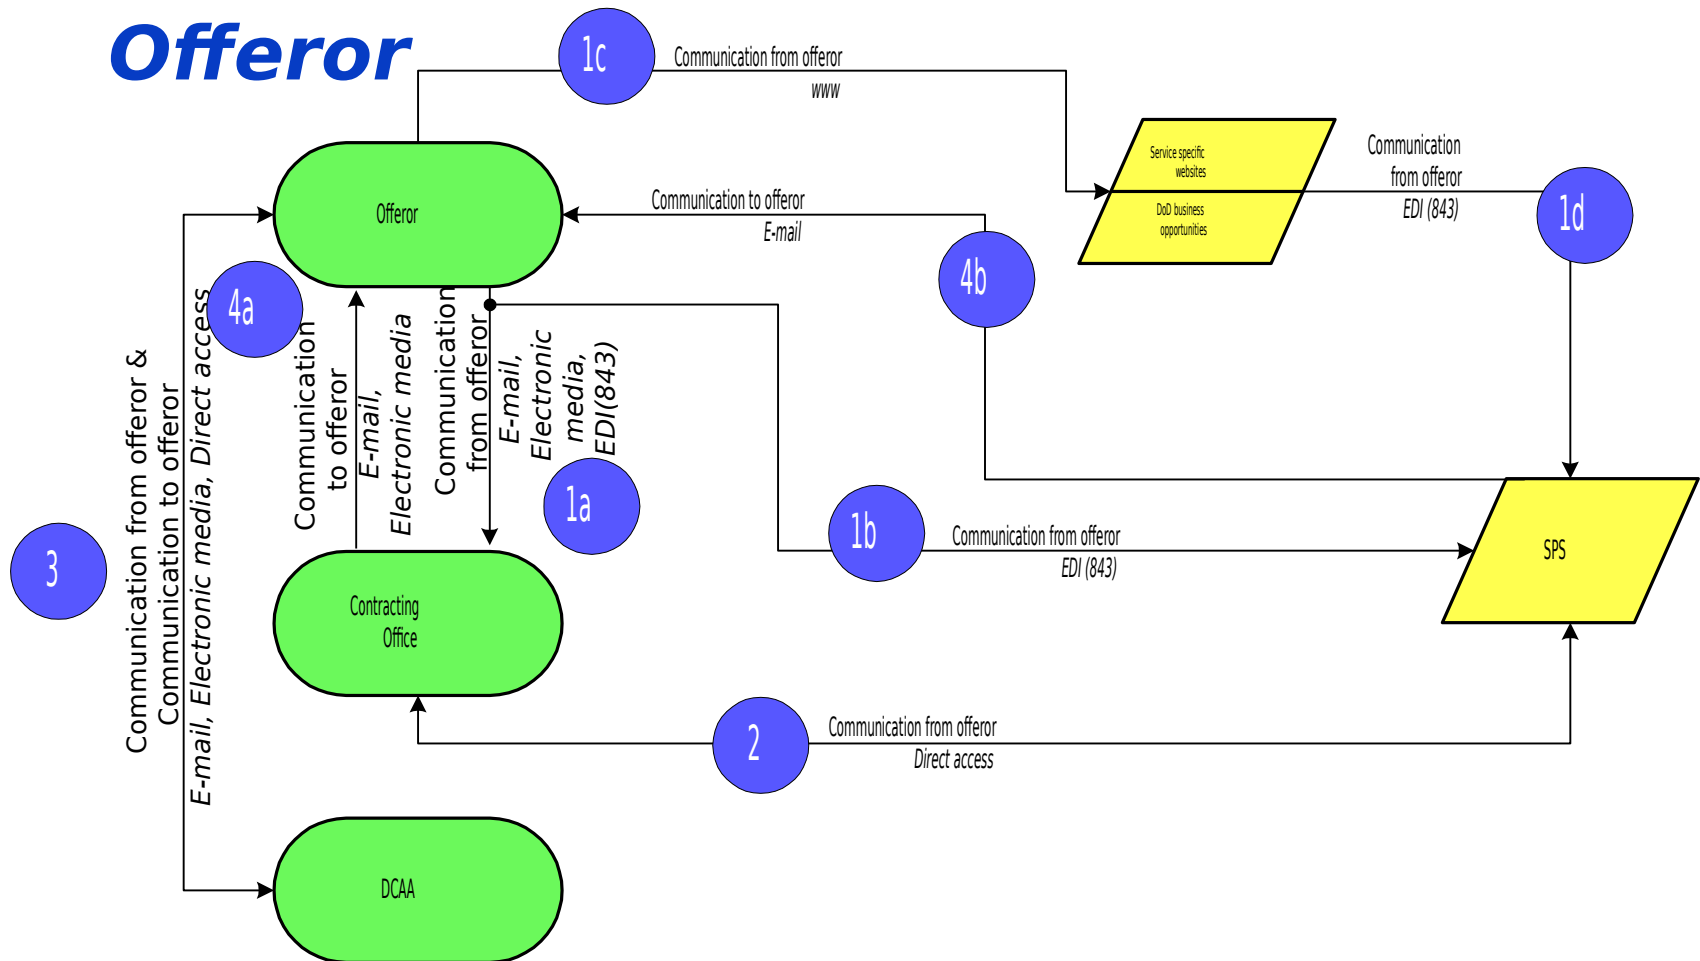 Offeror
1c
Communication from offeror
www
Service specific
websites
DoD business
opportunities
Communication
from offeror
EDI (843)
1d
Offeror
Communication to offeror
E-mail
4b
4a
Communication from offeror &
Communication to offeror
E-mail, Electronic media, Direct access
3
Communication
to offeror
E-mail,
Electronic media
Communication
from offeror
E-mail,
Electronic
media,
EDI(843)
1a
1b
Communication from offeror
EDI (843)
SPS
Contracting
Office
2
Communication from offeror
Direct access
DCAA